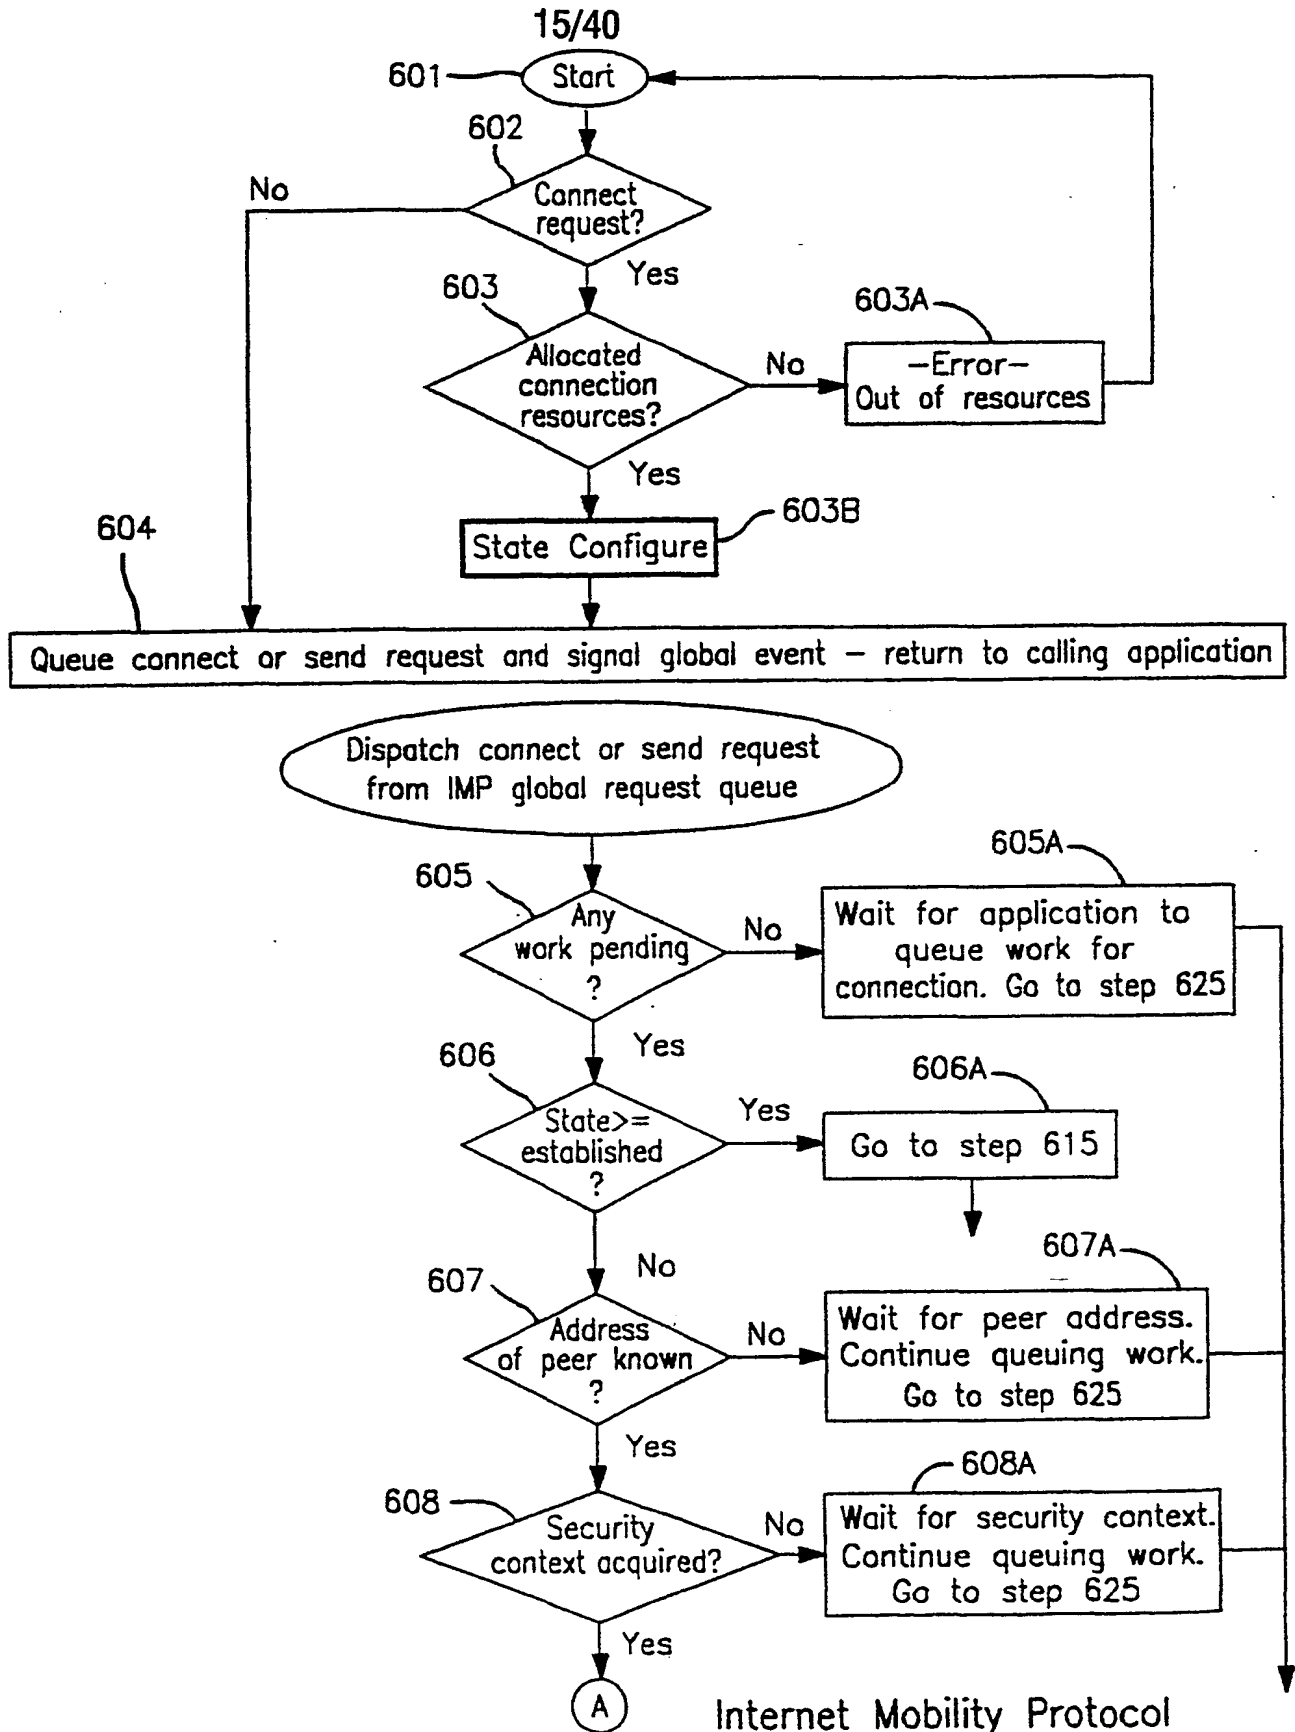 15/40
601
Start
602
No
Connect
request?
Yes
603
603A
Allocated
connection
resources?
No
-Error-
Out of resources
Yes
603B
State Configure
604
Queue connect or send request and signal global event - return to calling application
Dispatch connect or send request
from IMP global request queue
605
605A
Any
work pending
?
No
Wait for application to
queue work for
connection. Go to step 625
Yes
606
606A
State>=
established
?
Yes
Go to step 615
No
607
607A
Address
of peer known
?
No
Wait for peer address.
Continue queuing work.
Go to step 625
Yes
608
608A
Security
context acquired?
No
Wait for security context.
Continue queuing work.
Go to step 625
Yes
A
Internet Mobility Protocol